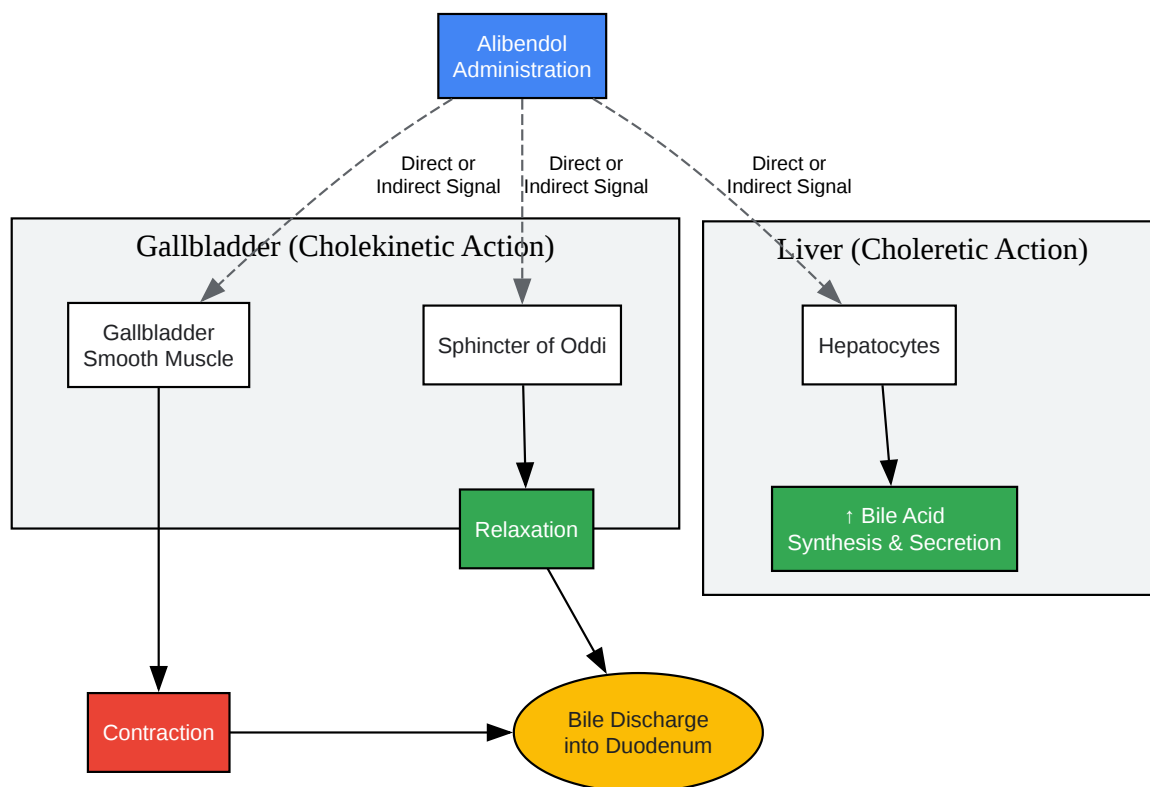 Alibendol
Administration
Direct or
Indirect Signal
Direct or
Indirect Signal
Direct or
Indirect Signal
Gallbladder (Cholekinetic Action)
Liver (Choleretic Action)
Gallbladder
Smooth Muscle
Sphincter of Oddi
Hepatocytes
Relaxation
↑ Bile Acid
Synthesis & Secretion
Contraction
Bile Discharge
into Duodenum